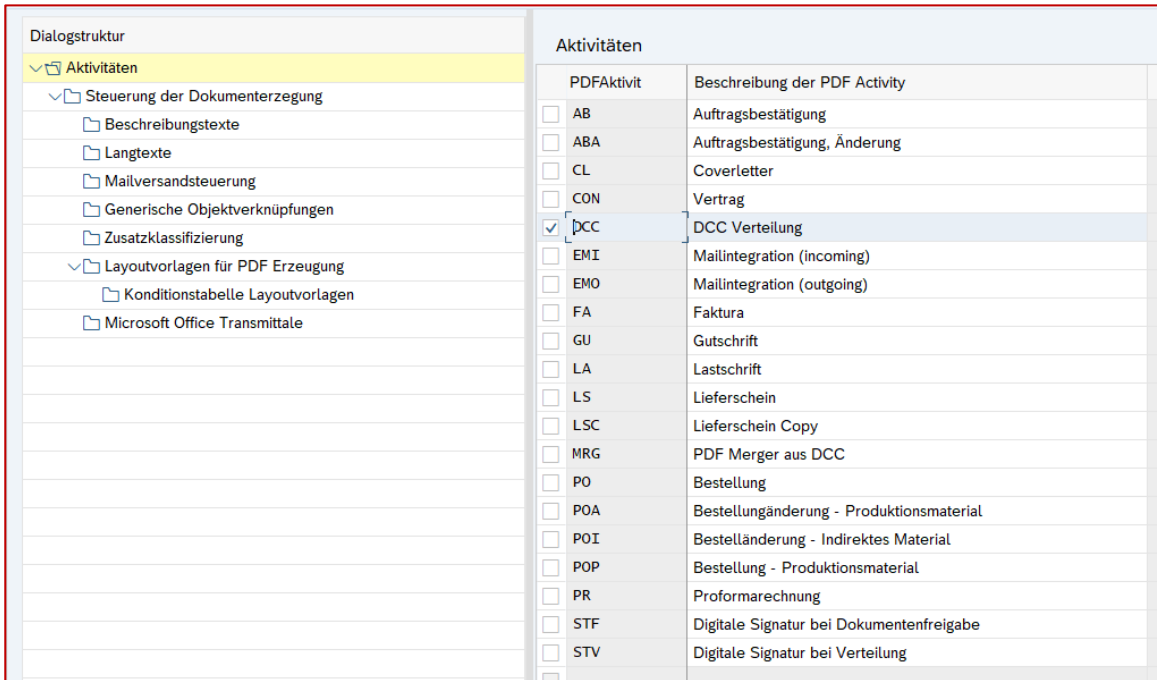 Dialogstruktur
Aktivitäten
Steuerung der Dokumenterzegung
Beschreibungstexte
Langtexte
Mailversandsteuerung
Generische Objektverknüpfungen
Zusatzklassifizierung
Layoutvorlagen für PDF Erzeugung
Konditionstabelle Layoutvorlagen
Microsoft Office Transmittale
Aktivitäten
PDFAktivit Beschreibung der PDF Activity
AB Auftragsbestätigung
ABA Auftragsbestätigung, Änderung
CL Coverletter
CON Vertrag
DCC DCC Verteilung
EMI Mailintegration (incoming)
EMO Mailintegration (outgoing)
FA Faktura
GU Gutschrift
LA Lastschrift
LS Lieferschein
LSC Lieferschein Copy
MRG PDF Merger aus DCC
PO Bestellung
POA Bestellungänderung - Produktionsmaterial
POI Bestelländerung - Indirektes Material
POP Bestellung - Produktionsmaterial
PR Proformarechnung
STF Digitale Signatur bei Dokumentenfreigabe
STV Digitale Signatur bei Verteilung